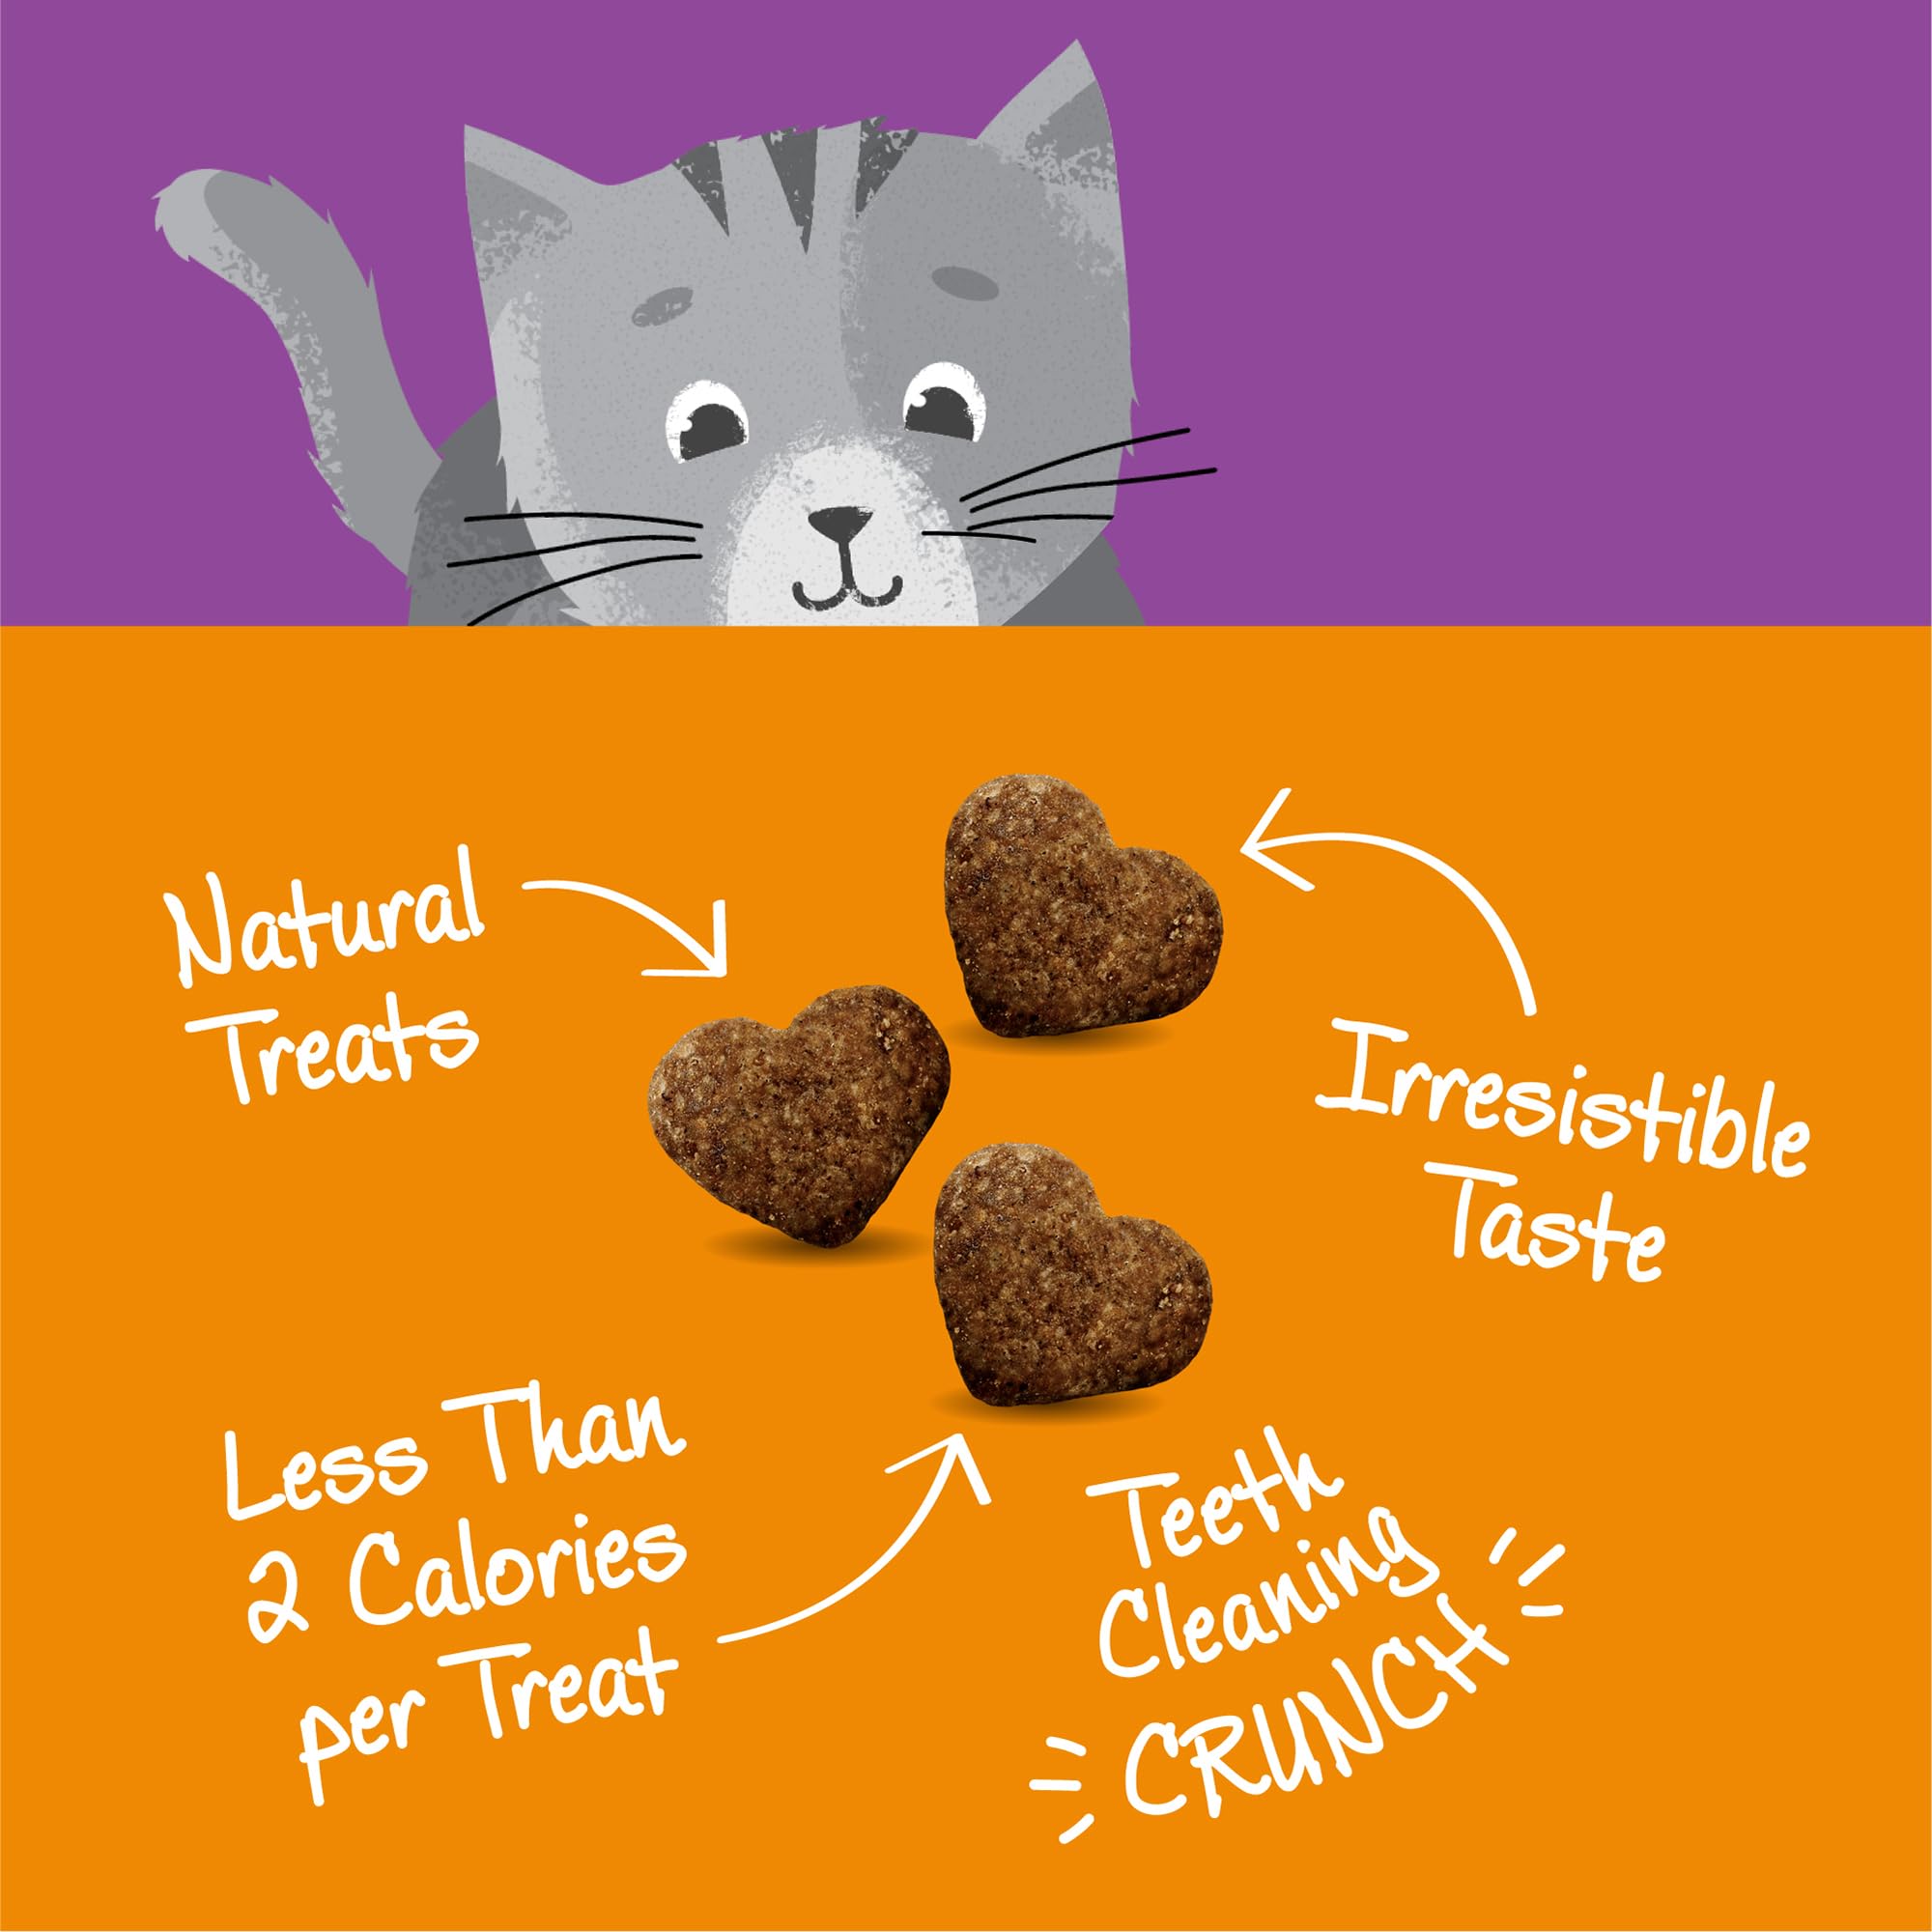 Natural
Treats
Irresistible
Taste
Less Than
2 Calories
per Treat
Teeth
Cleaning
CRUNCH